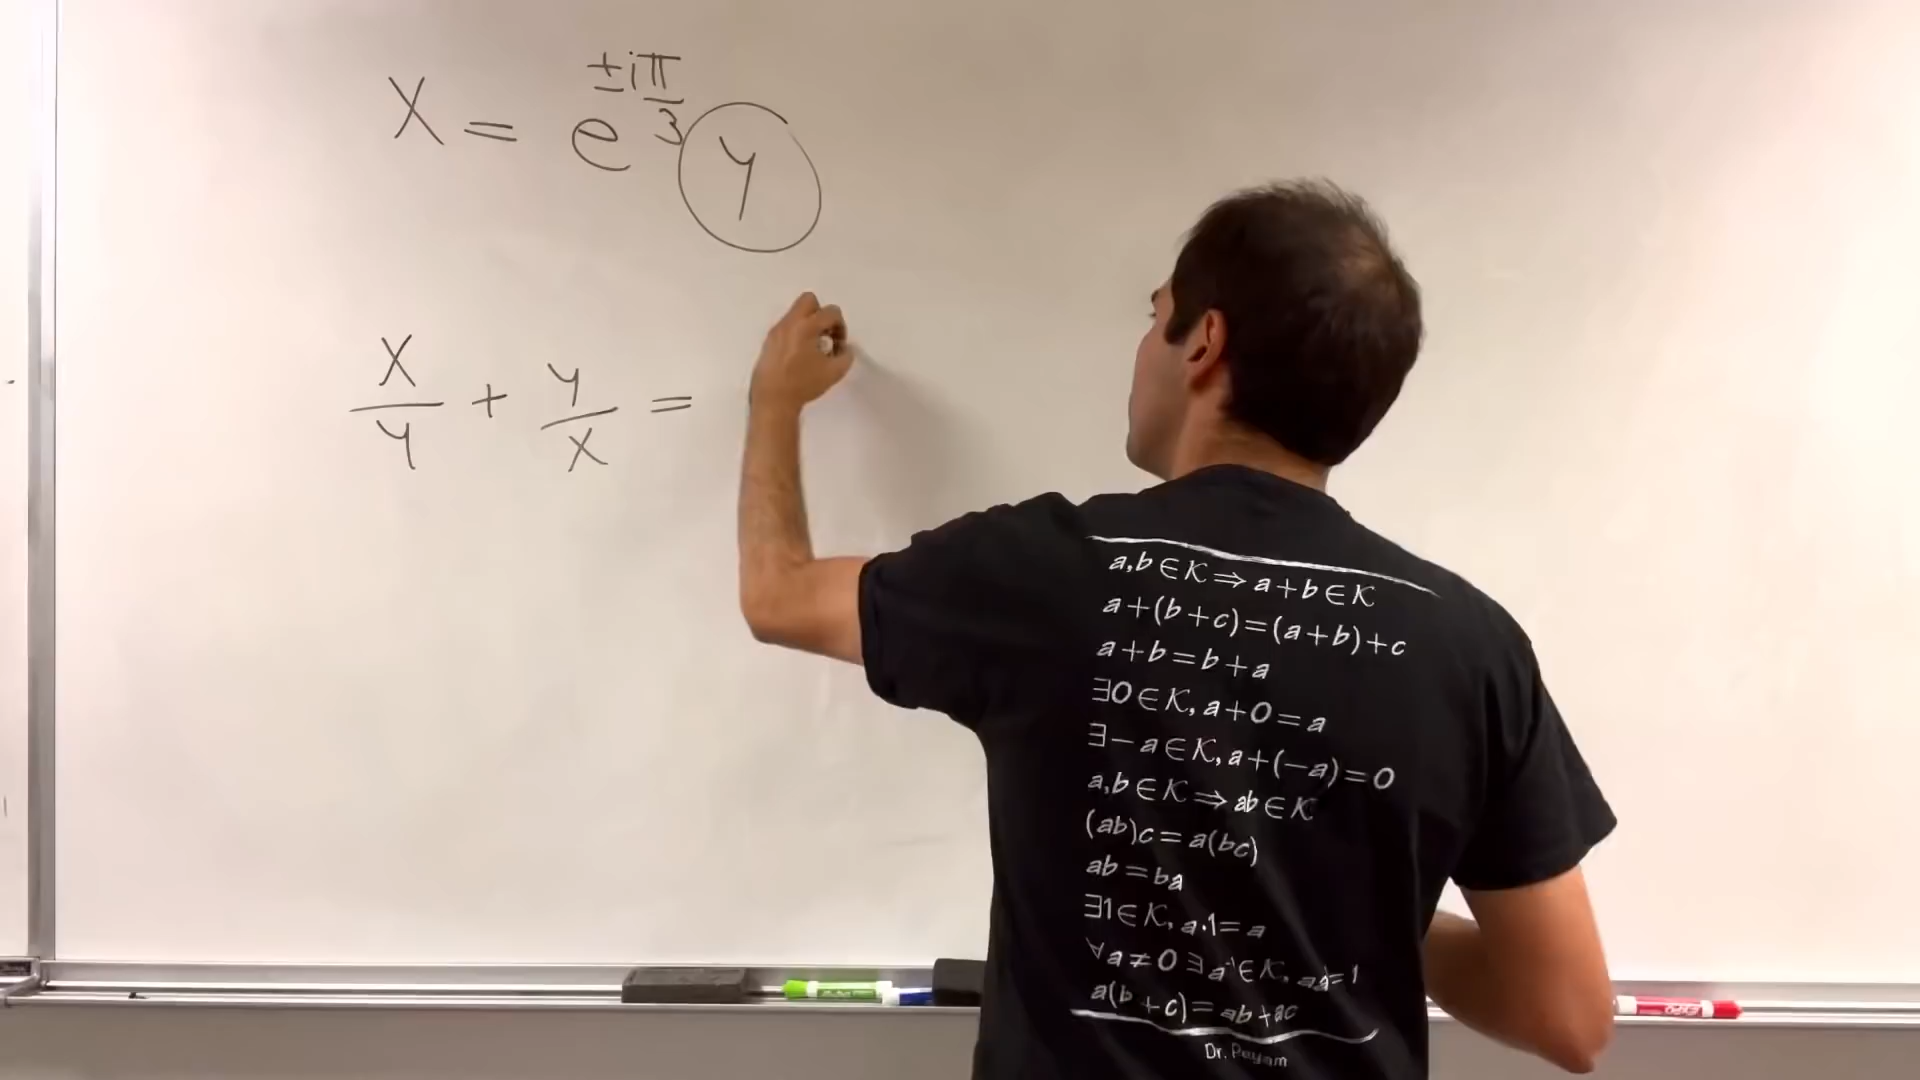 X = e^{±iπ/3} y
X/y + y/x =
a,b∈K⇒a+b∈K
a+(b+c)=(a+b)+c
a+b=b+a
∃0∈K, a+0=a
∃-a∈K, a+(-a)=0
a,b∈K⇒ab∈K
(ab)c=a(bc)
ab=ba
∃1∈K, a.1=a
∀a≠0 ∃a⁻¹∈K, aa⁻¹=1
a(b+c)=ab+ac
Dr. Peyam
EXPO